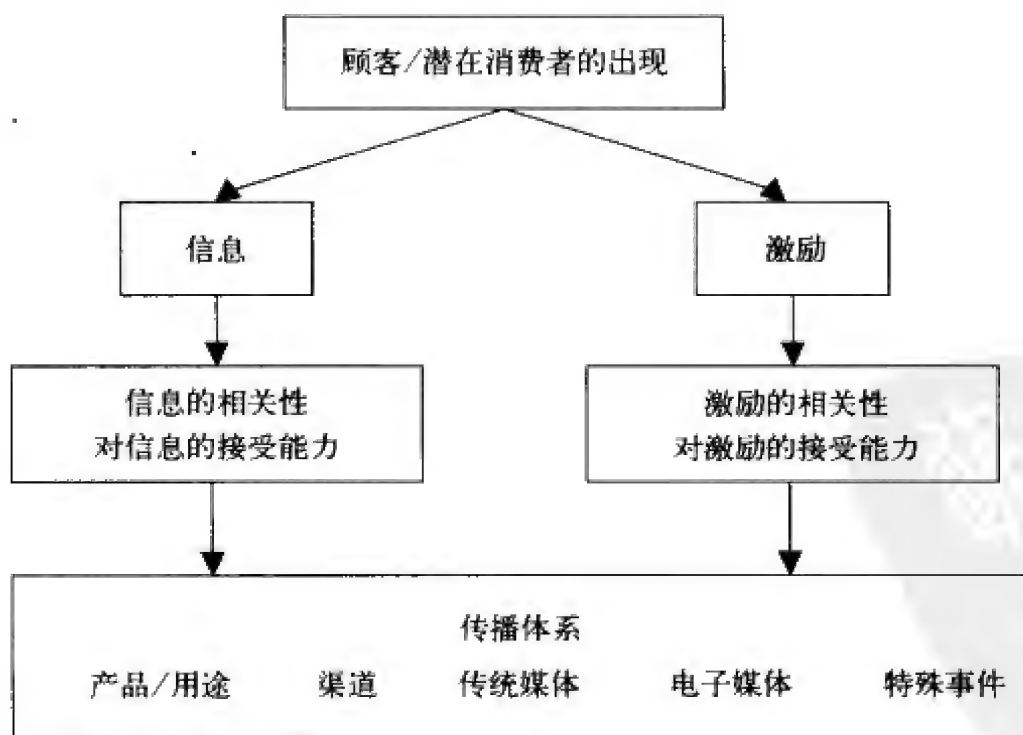 顾客/潜在消费者的出现
信息
激励
信息的相关性
对信息的接受能力
激励的相关性
对激励的接受能力
传播体系
产品/用途 渠道 传统媒体 电子媒体 特殊事件